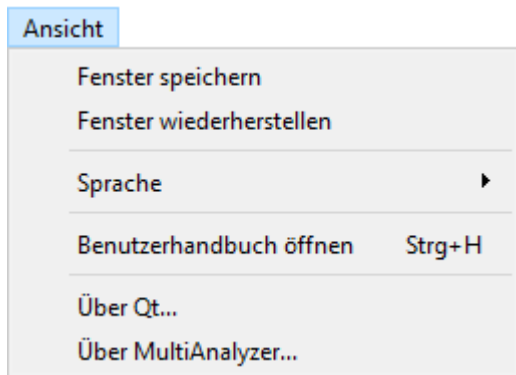 Ansicht
Fenster speichern
Fenster wiederherstellen
Sprache
Benutzerhandbuch öffnen Strg+H
Über Qt...
Über MultiAnalyzer...